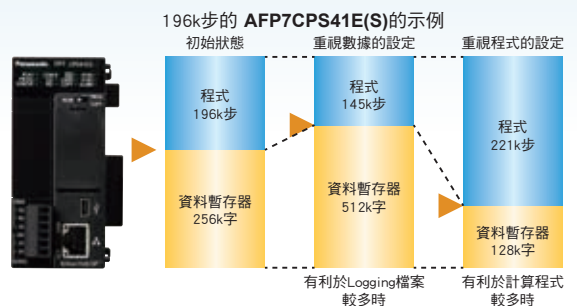 196k步的 AFP7CPS41E(S)的示例
初始狀態
重視數據的設定
重視程式的設定
Panasonic
程式
196k步
資料暫存器
256k字
程式
145k步
資料暫存器
512k字
程式
221k步
資料暫存器
128k字
有利於Logging檔案
較多時
有利於計算程式
較多時